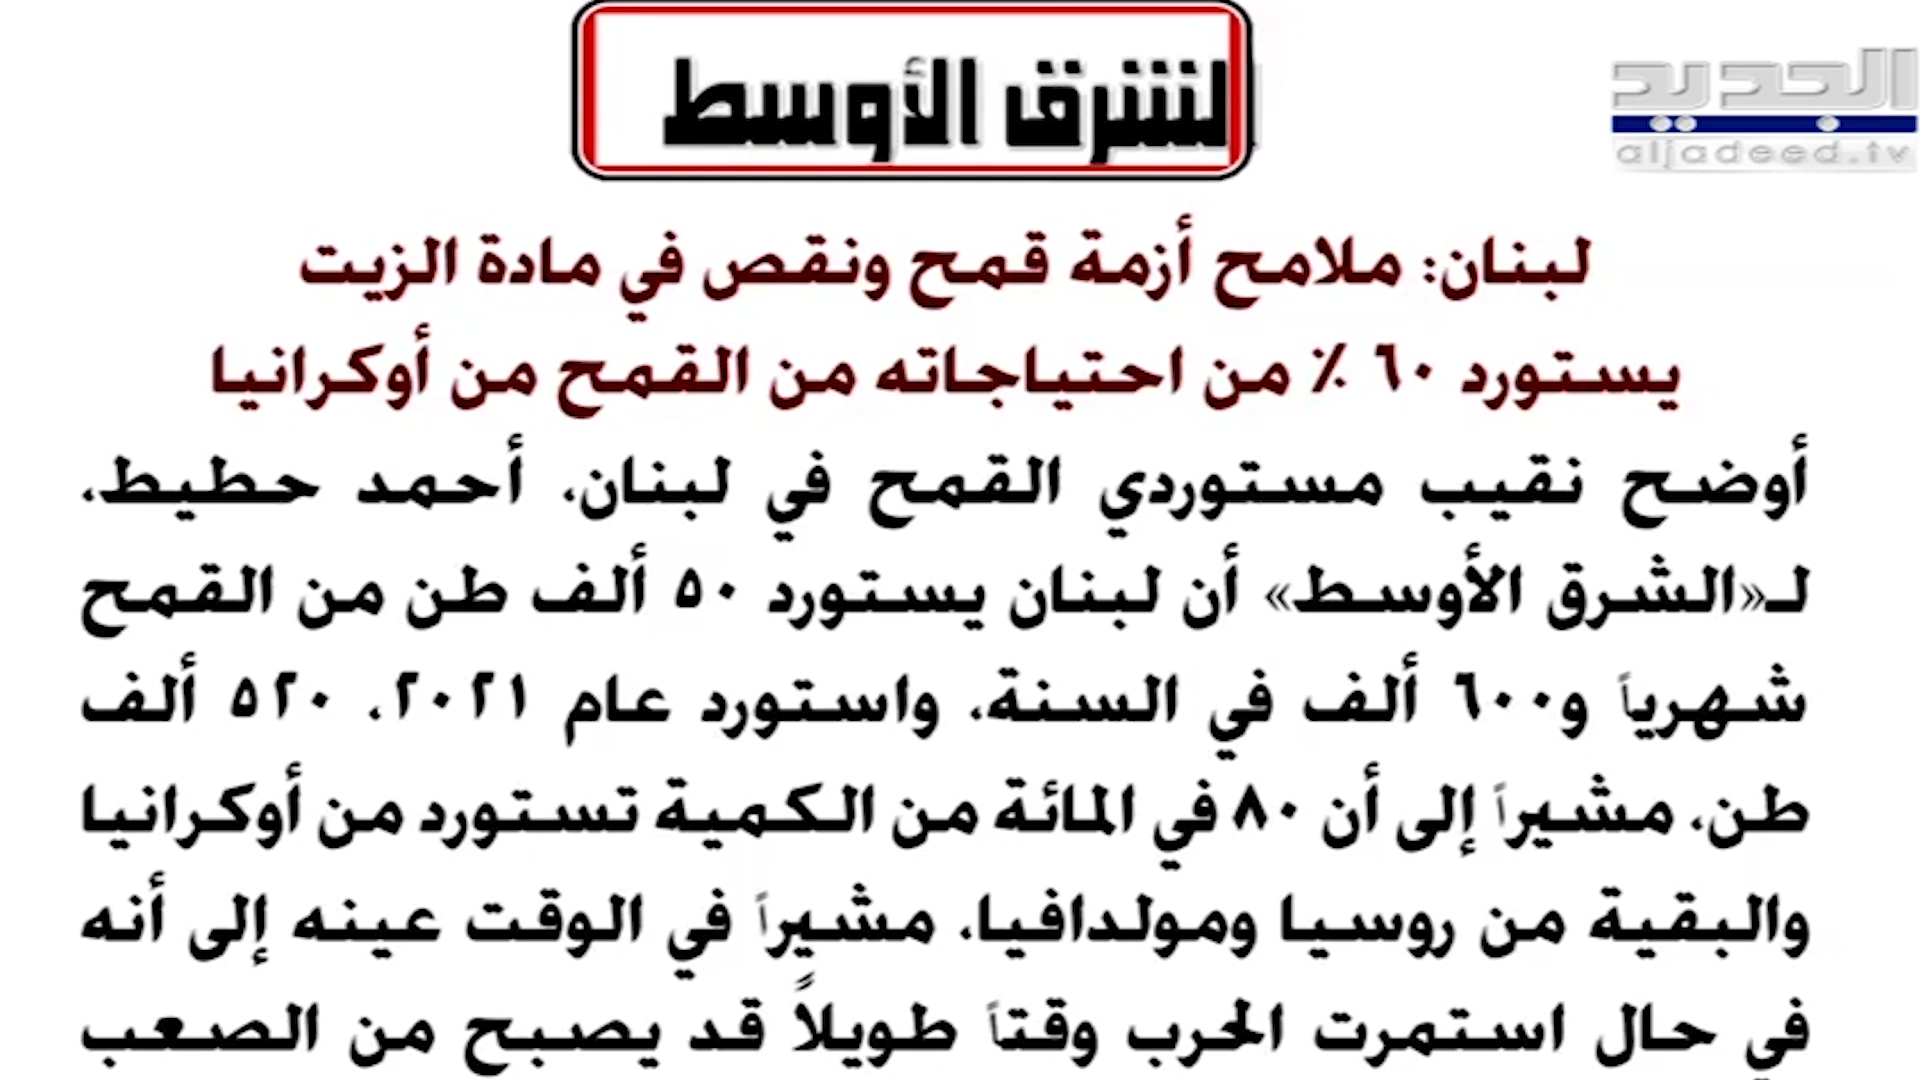 لشرق الأوسط
الجديد
aljadeed.tv
لبنان: ملامح أزمة قمح ونقص في مادة الزيت
يستورد ٦٠ ٪ من احتياجاته من القمح من أوكرانيا
أوضح نقيب مستوردي القمح في لبنان، أحمد حطيط،
لـ«الشرق الأوسط» أن لبنان يستورد ٥٠ ألف طن من القمح
شهرياً و٦٠٠ ألف في السنة، واستورد عام ٢٠٢١، ٥٢٠ ألف
طن، مشيراً إلى أن ٨٠ في المائة من الكمية تستورد من أوكرانيا
والبقية من روسيا ومولدافيا، مشيراً في الوقت عينه إلى أنه
في حال استمرت الحرب وقتاً طويلاً قد يصبح من الصعب